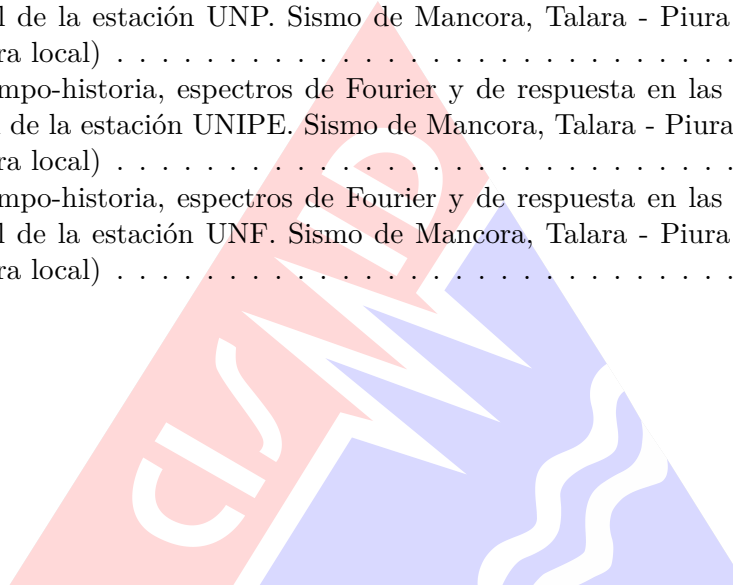 l de la estación UNP. Sismo de Mancora, Talara - Piura
ra local) . . . . . . . . . . . . . . . . . . . . . . . . . . . . . .
mpo-historia, espectros de Fourier y de respuesta en las
de la estación UNIPE. Sismo de Mancora, Talara - Piura
ra local) . . . . . . . . . . . . . . . . . . . . . . . . . . . . . .
mpo-historia, espectros de Fourier y de respuesta en las
l de la estación UNF. Sismo de Mancora, Talara - Piura
ra local) . . . . . . . . . . . . . . . . . . . . . . . . . . . . . .
CISMID